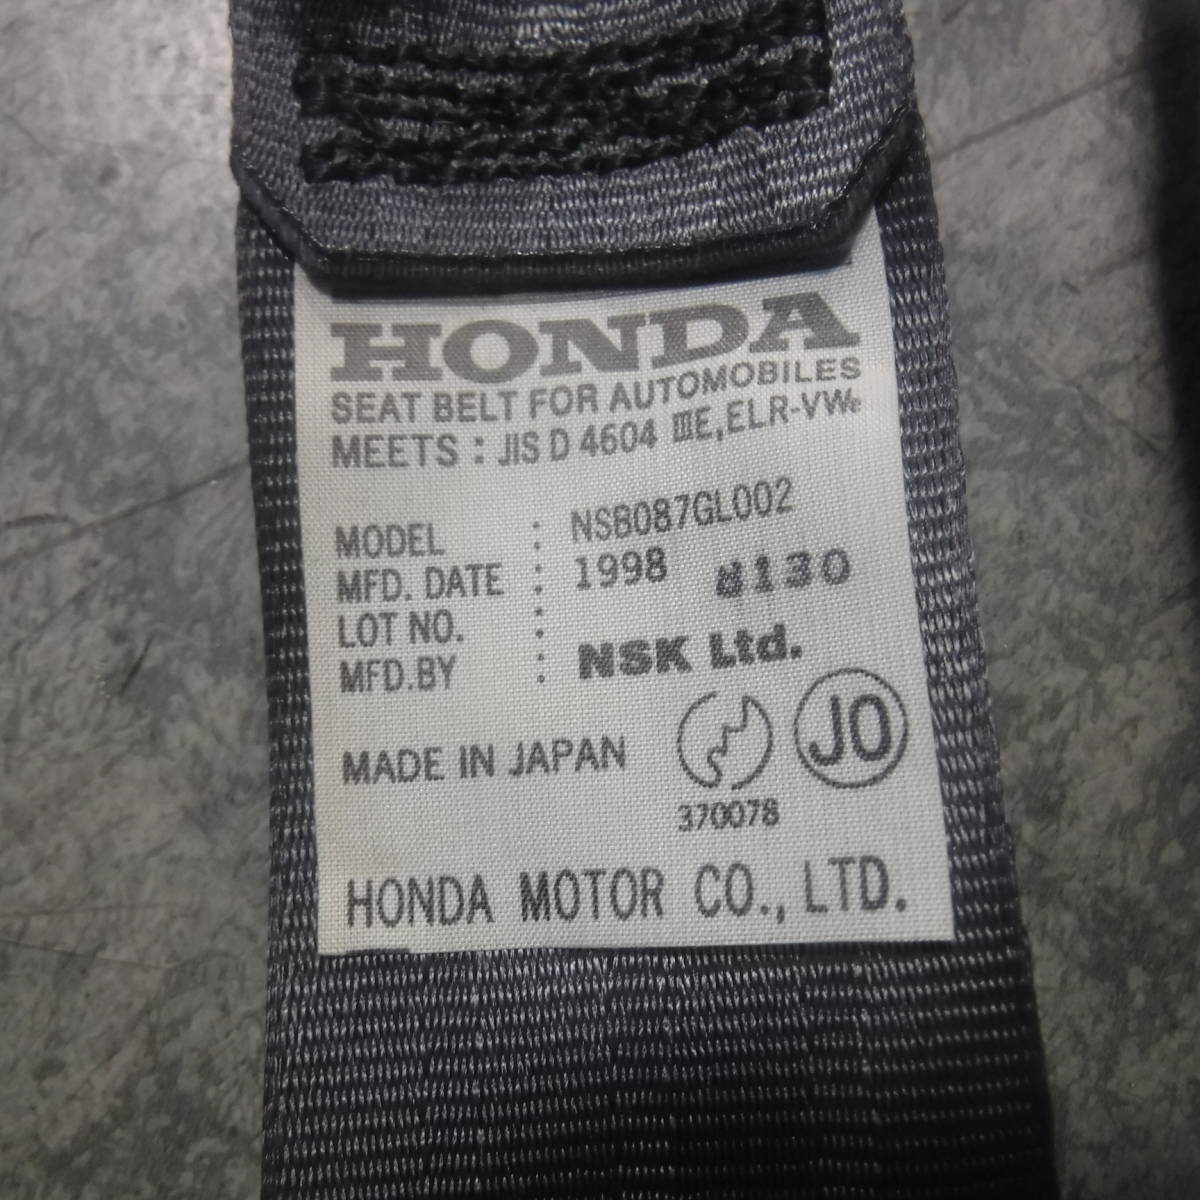 HONDA
SEAT BELT FOR AUTOMOBILES
MEETS : JIS D 4604 ⅢE, ELR-VWe
MODEL : NSB087GL002
MFD. DATE : 1998 d130
LOT NO. :
MFD.BY : NSK Ltd.
MADE IN JAPAN
JO
370078
HONDA MOTOR CO., LTD.